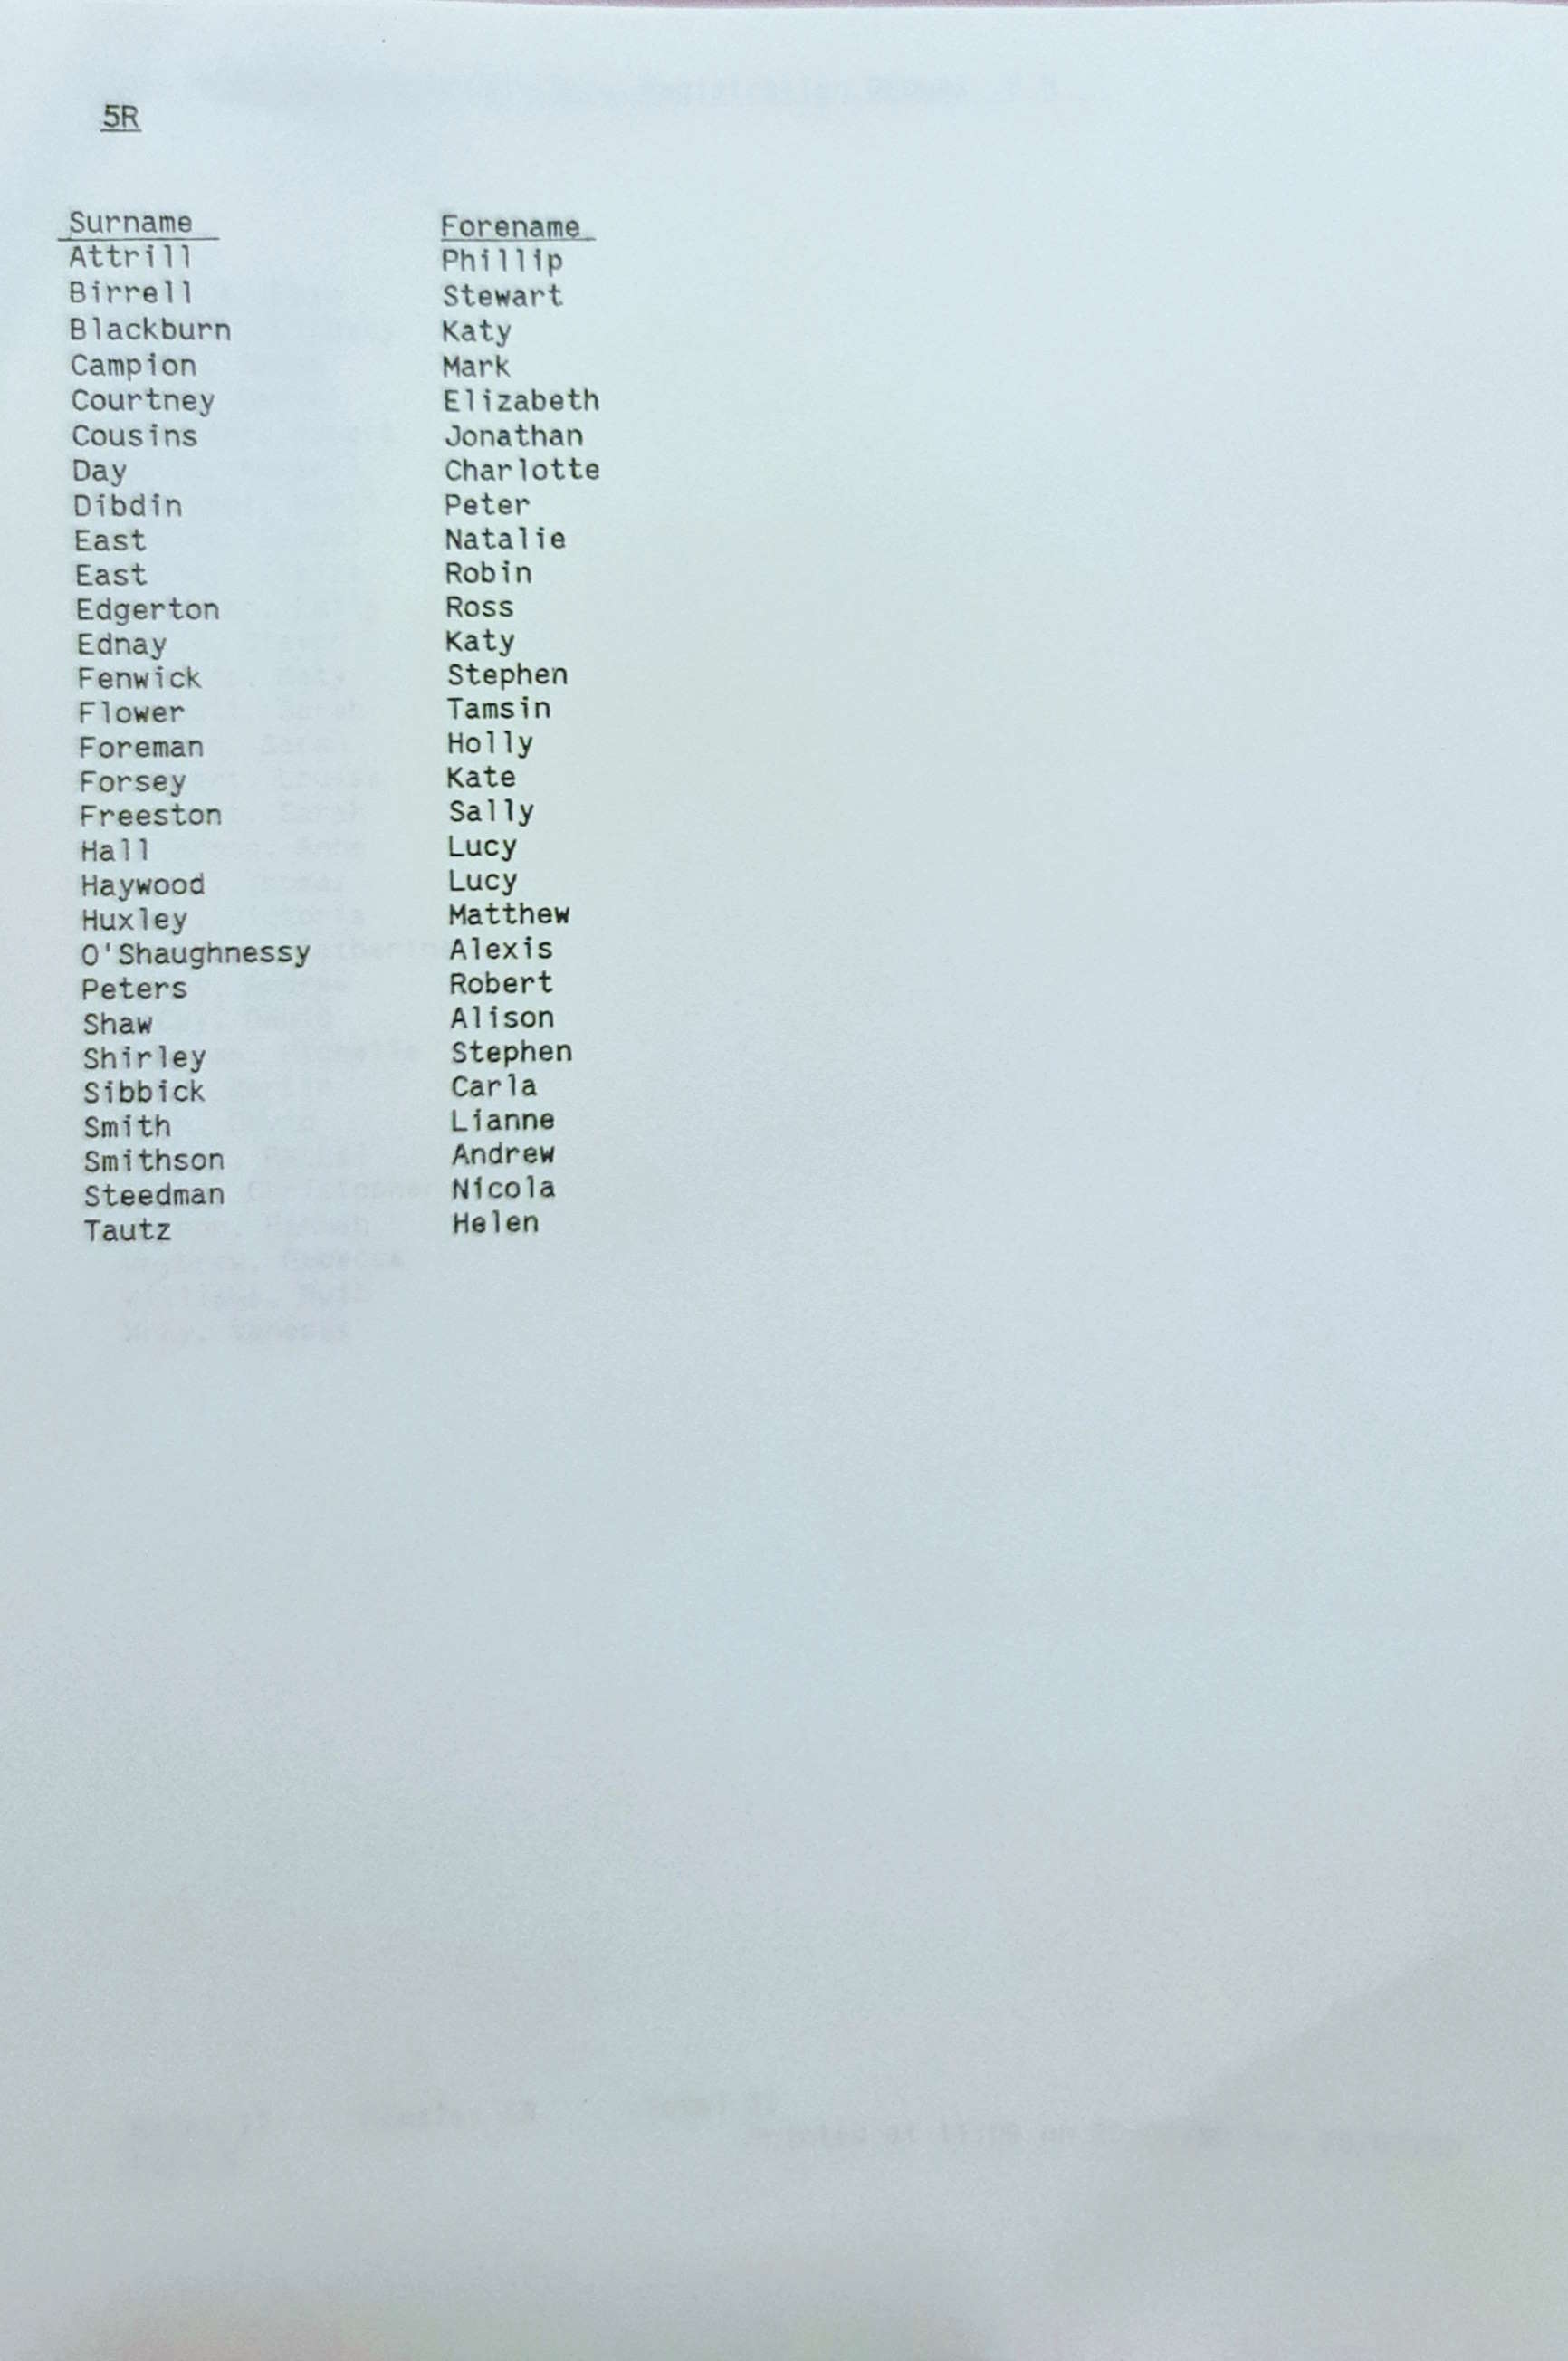 5R
Surname Forename
Attrill Phillip
Birrell Stewart
Blackburn Katy
Campion Mark
Courtney Elizabeth
Cousins Jonathan
Day Charlotte
Dibdin Peter
East Natalie
East Robin
Edgerton Ross
Ednay Katy
Fenwick Stephen
Flower Tamsin
Foreman Holly
Forsey Kate
Freeston Sally
Hall Lucy
Haywood Lucy
Huxley Matthew
O'Shaughnessy Alexis
Peters Robert
Shaw Alison
Shirley Stephen
Sibbick Carla
Smith Lianne
Smithson Andrew
Steedman Nicola
Tautz Helen